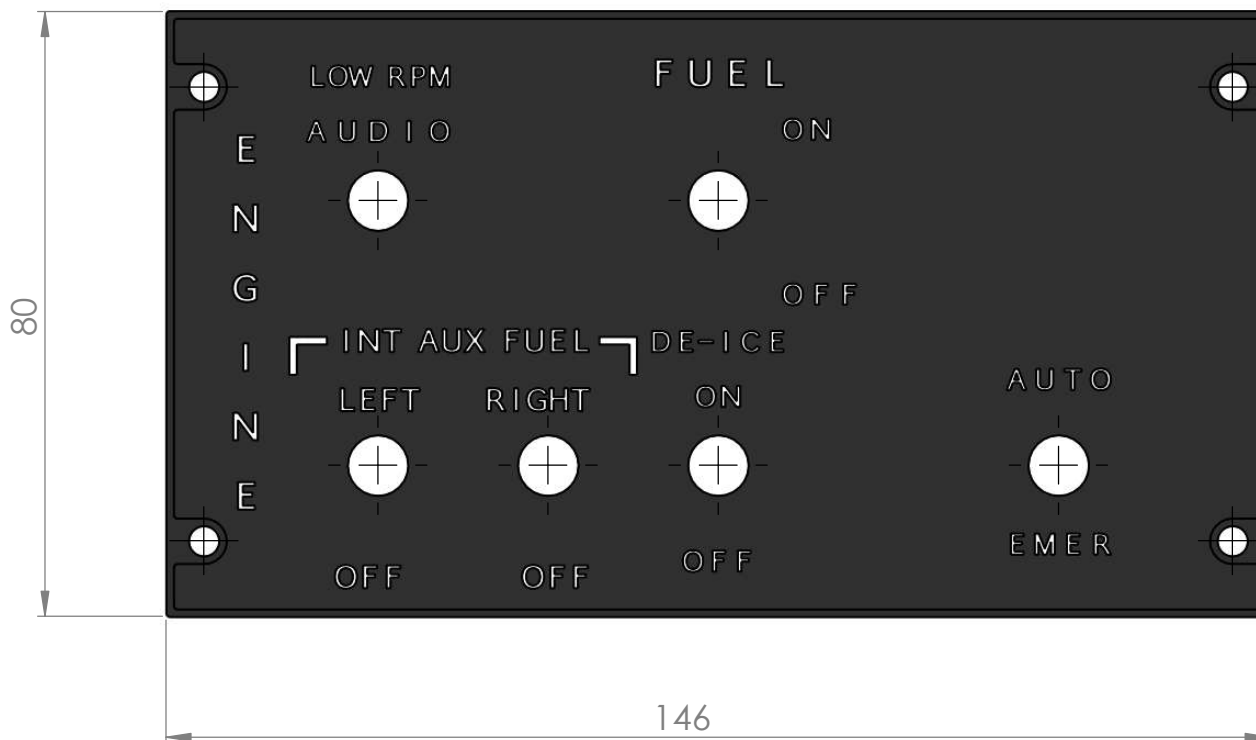 LOW RPM
AUDIO
FUEL
ON
OFF
ENGINE
INT AUX FUEL
DE-ICE
LEFT
RIGHT
ON
AUTO
OFF
OFF
OFF
EMER
80
146